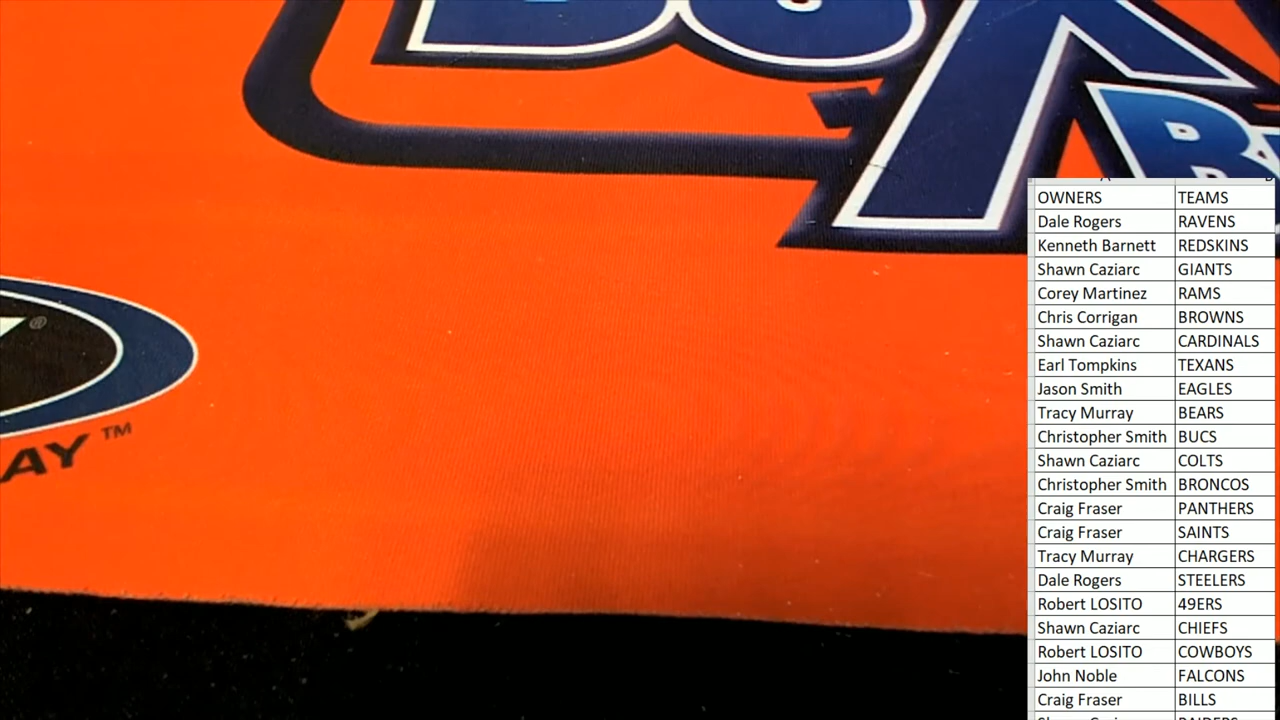 AY™
®
OWNERS TEAMS
Dale Rogers RAVENS
Kenneth Barnett REDSKINS
Shawn Caziarc GIANTS
Corey Martinez RAMS
Chris Corrigan BROWNS
Shawn Caziarc CARDINALS
Earl Tompkins TEXANS
Jason Smith EAGLES
Tracy Murray BEARS
Christopher Smith BUCS
Shawn Caziarc COLTS
Christopher Smith BRONCOS
Craig Fraser PANTHERS
Craig Fraser SAINTS
Tracy Murray CHARGERS
Dale Rogers STEELERS
Robert LOSITO 49ERS
Shawn Caziarc CHIEFS
Robert LOSITO COWBOYS
John Noble FALCONS
Craig Fraser BILLS